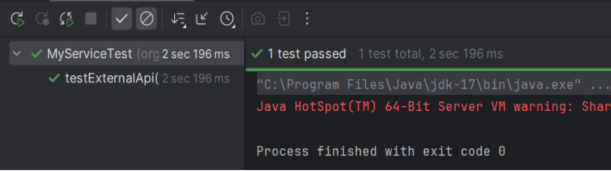 MyServiceTest (org 2 sec 196 ms
testExternalApi( 2 sec 196 ms
1 test passed 1 test total, 2 sec 196 ms
"C:\Program Files\Java\jdk-17\bin\java.exe" ...
Java HotSpot(TM) 64-Bit Server VM warning: Shar
Process finished with exit code 0